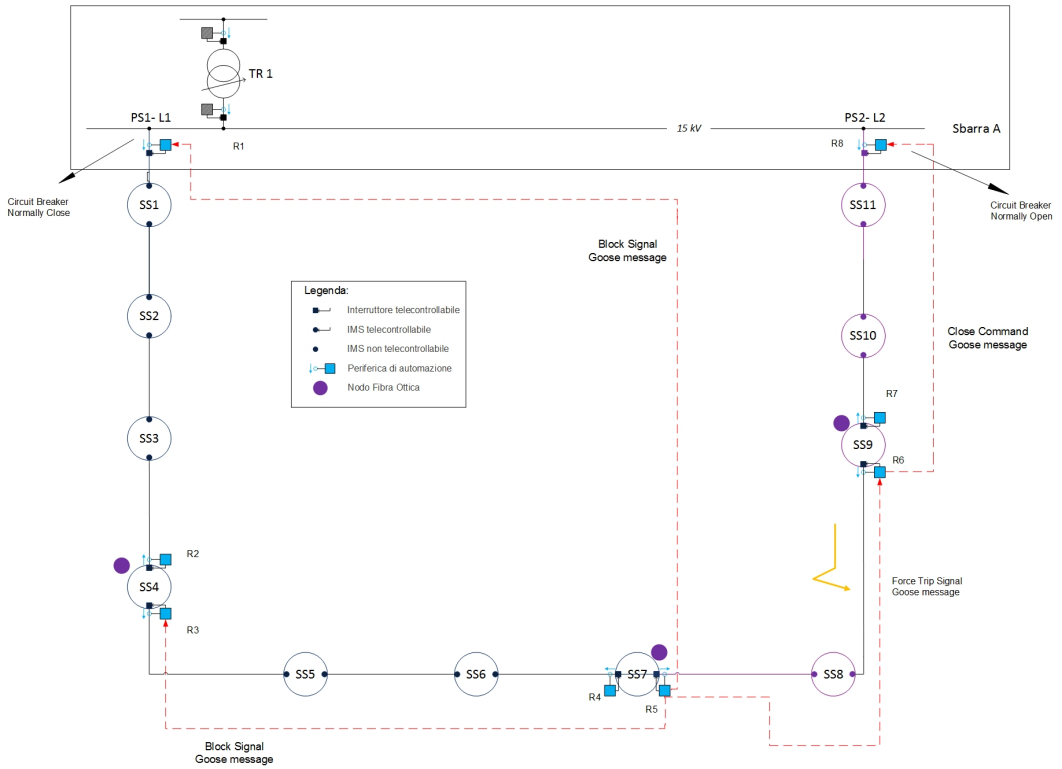 TR 1
PS1- L1
PS2- L2
15 kV
Sbarra A
R1
R8
Circuit Breaker
Normally Close
Circuit Breaker
Normally Open
SS1
SS11
Block Signal
Goose message
Legenda:
Interruttore telecontrollabile
IMS telecontrollabile
IMS non telecontrollabile
Periferica di automazione
Nodo Fibra Ottica
SS2
SS10
Close Command
Goose message
R7
SS3
SS9
R6
R2
SS4
Force Trip Signal
Goose message
R3
SS5
SS6
SS7
SS8
R4
R5
Block Signal
Goose message